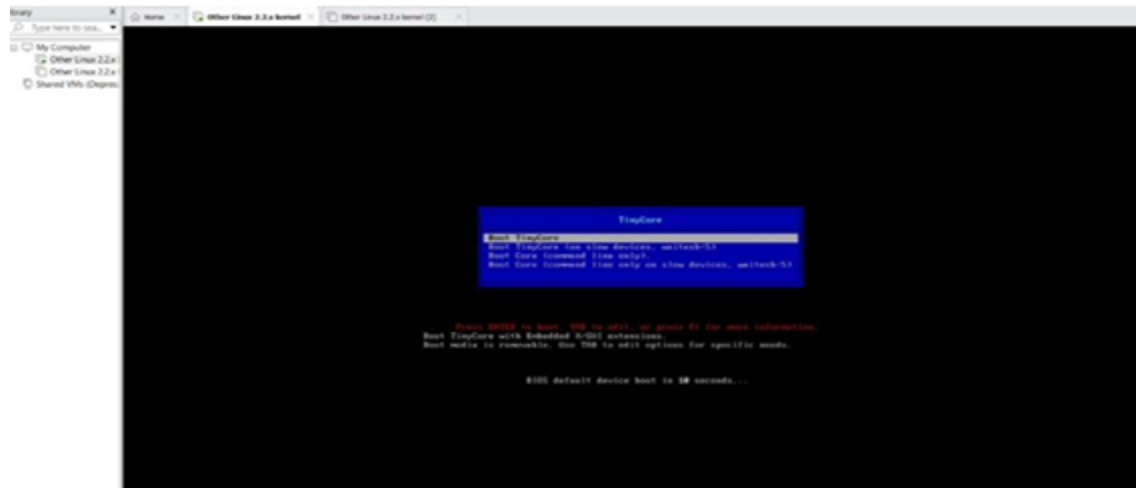 Library
Type here to sea...
My Computer
Other Linux 2.2.x
Other Linux 2.2.x
Shared VMs (Deprec
Home
Other Linux 2.2.x kernel
Other Linux 2.2.x kernel (2)
TinyCore
Boot TinyCore
Boot TinyCore (on slow devices, waitusb=5)
Boot Core (command line only).
Boot Core (command line only on slow devices, waitusb=5)
Press ENTER to boot, TAB to edit, or press F1 for more information.
Boot TinyCore with Embedded X/GUI extensions.
Boot media is removable. Use TAB to edit options for specific needs.
BIOS default device boot in 10 seconds...